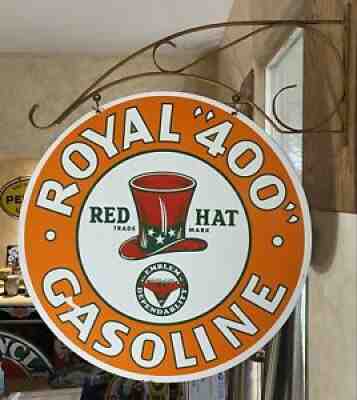 ROYAL "400"
RED HAT
TRADE MARK
EMBLEM
DEPENDABILITY
GASOLINE